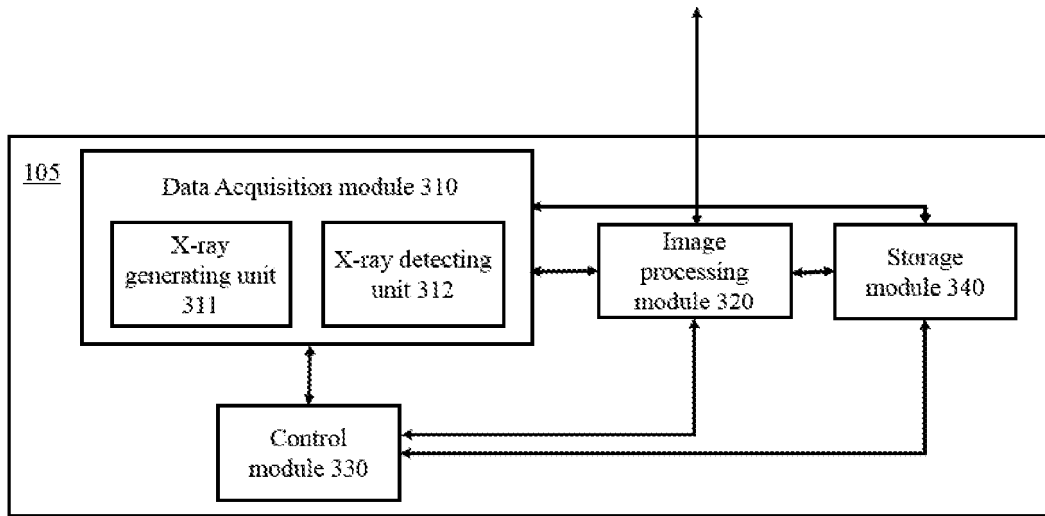 105
Data Acquisition module 310
X-ray
generating unit
311
X-ray detecting
unit 312
Image
processing
module 320
Storage
module 340
Control
module 330